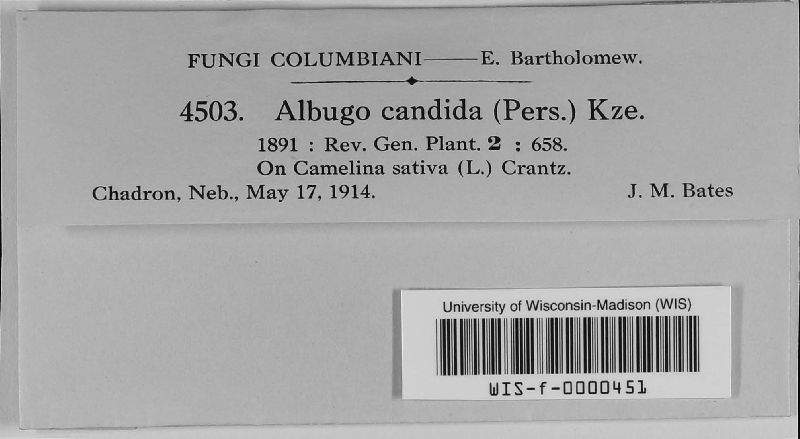 FUNGI COLUMBIANI——E. Bartholomew.
4503. Albugo candida (Pers.) Kze.
1891 : Rev. Gen. Plant. 2 : 658.
On Camelina sativa (L.) Crantz.
Chadron, Neb., May 17, 1914. J. M. Bates
University of Wisconsin-Madison (WIS)
WIS-f-0000451